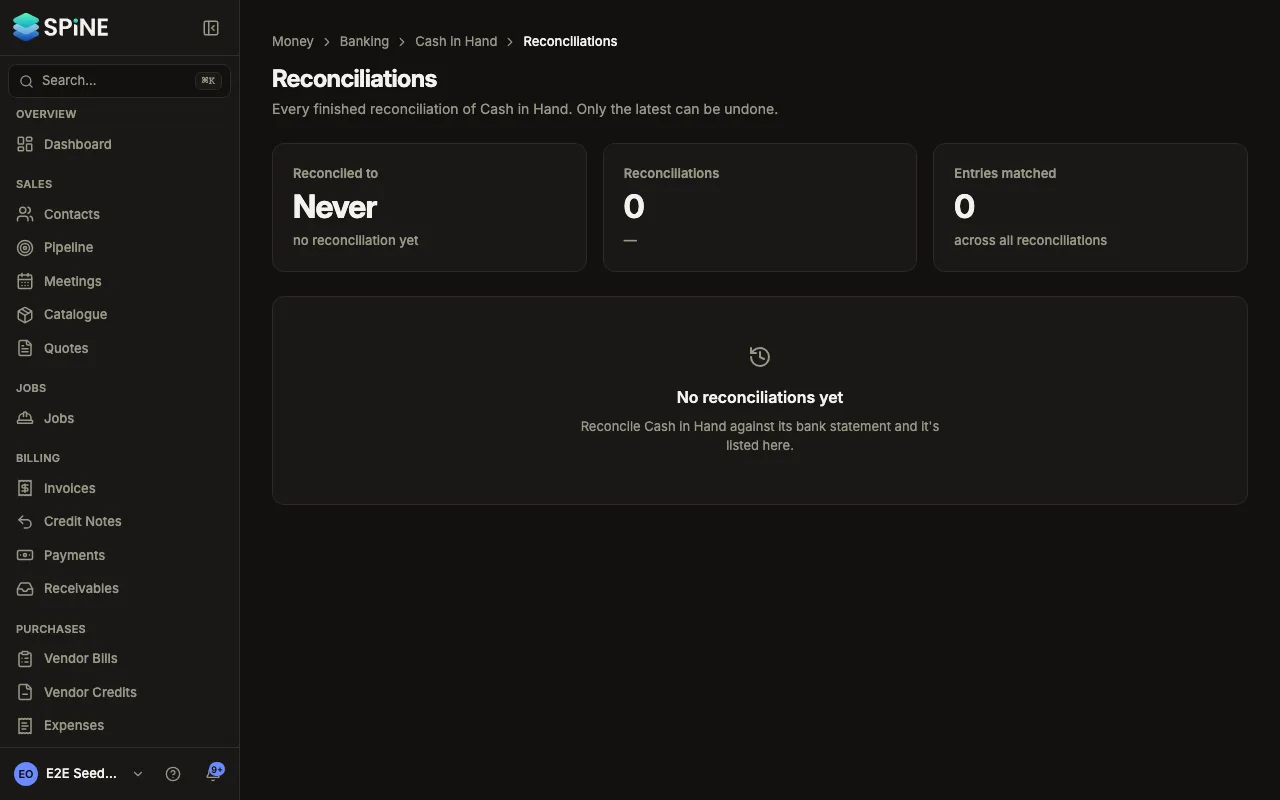 SPiNE
Search...
⌘K
OVERVIEW
Dashboard
SALES
Contacts
Pipeline
Meetings
Catalogue
Quotes
JOBS
Jobs
BILLING
Invoices
Credit Notes
Payments
Receivables
PURCHASES
Vendor Bills
Vendor Credits
Expenses
EO
E2E Seed...
9+
Money > Banking > Cash in Hand > Reconciliations
Reconciliations
Every finished reconciliation of Cash in Hand. Only the latest can be undone.
Reconciled to
Never
no reconciliation yet
Reconciliations
0
—
Entries matched
0
across all reconciliations
No reconciliations yet
Reconcile Cash in Hand against its bank statement and it's
listed here.